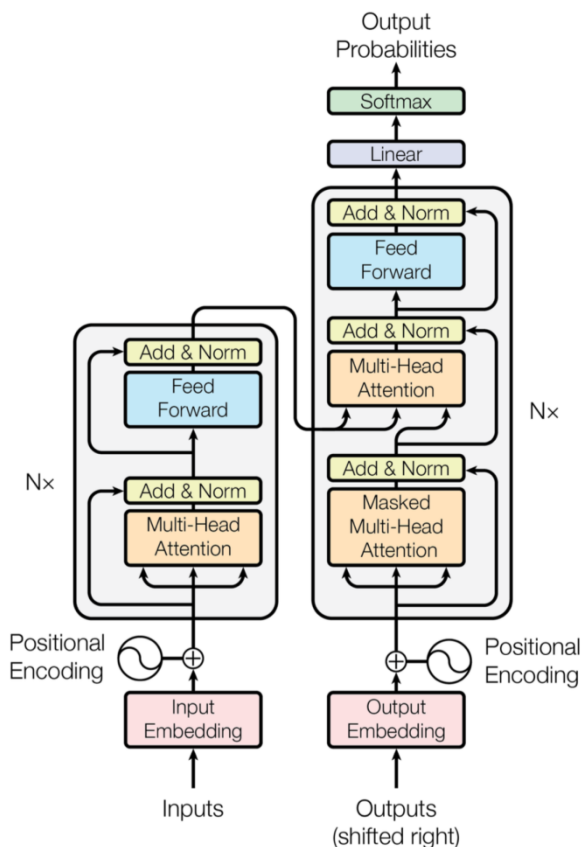 Output
Probabilities
Softmax
Linear
Add & Norm
Feed
Forward
Add & Norm
Multi-Head
Attention
Add & Norm
Masked
Multi-Head
Attention
N×
Add & Norm
Feed
Forward
Add & Norm
Multi-Head
Attention
N×
Positional
Encoding
Positional
Encoding
Input
Embedding
Output
Embedding
Inputs
Outputs
(shifted right)